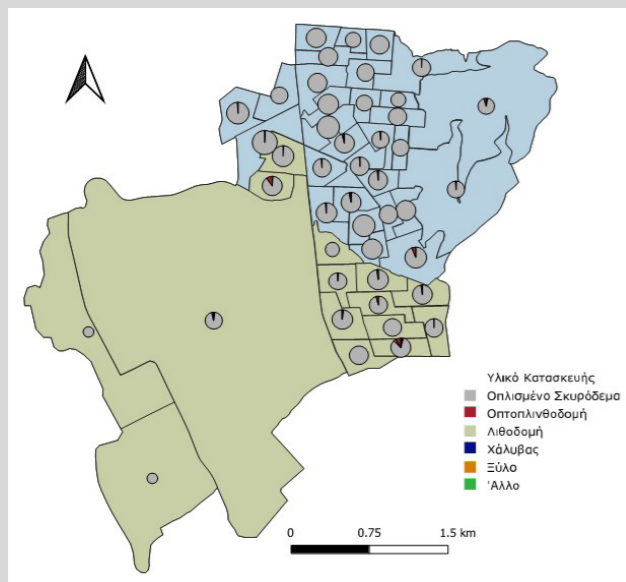 Υλικό Κατασκευής
Οπλισμένο Σκυρόδεμα
Οπτοπλινθοδομή
Λιθοδομή
Χάλυβας
Ξύλο
Άλλο
0 0.75 1.5 km